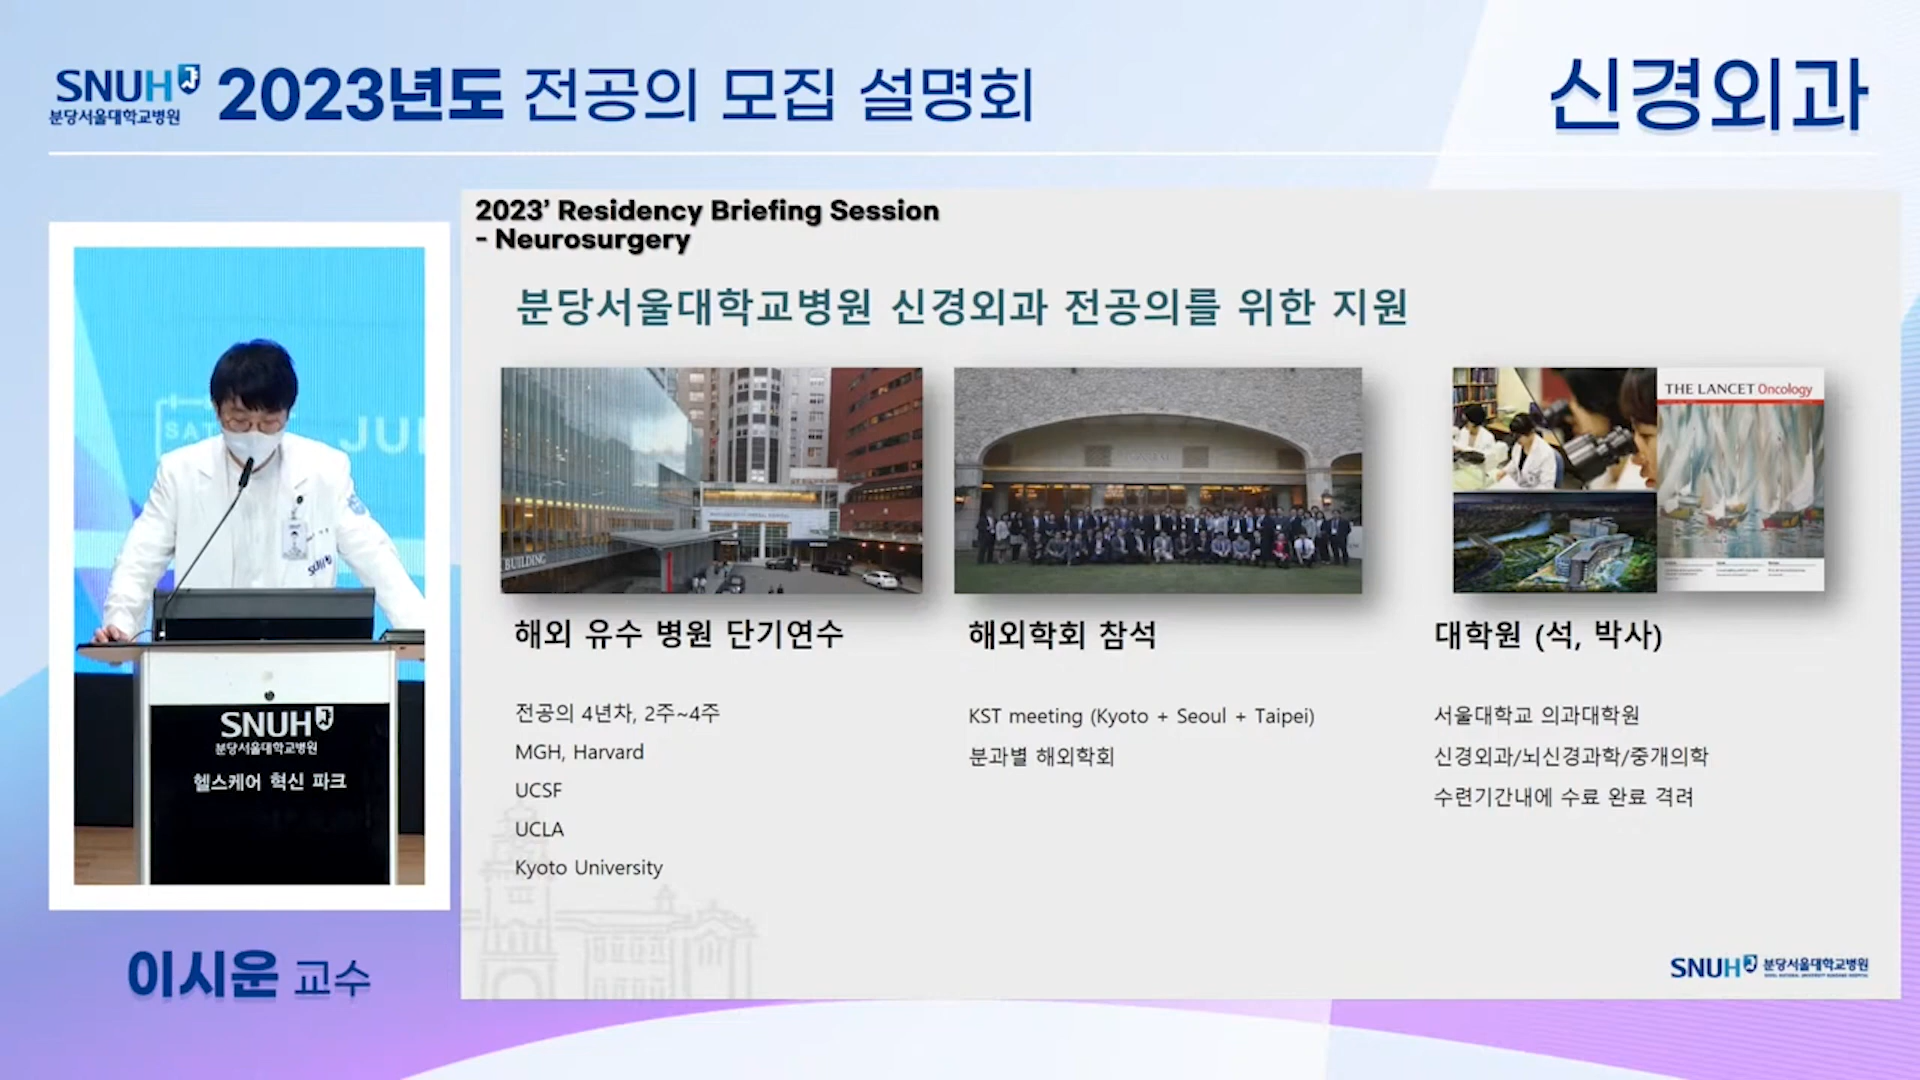 SNUH
분당서울대학교병원
2023년도 전공의 모집 설명회
신경외과
2023’ Residency Briefing Session
- Neurosurgery
분당서울대학교병원 신경외과 전공의를 위한 지원
BUILDING
THE LANCET Oncology
해외 유수 병원 단기연수
전공의 4년차, 2주~4주
MGH, Harvard
UCSF
UCLA
Kyoto University
해외학회 참석
KST meeting (Kyoto + Seoul + Taipei)
분과별 해외학회
대학원 (석, 박사)
서울대학교 의과대학원
신경외과/뇌신경과학/중개의학
수련기간내에 수료 완료 격려
SAT
JU
SNUH
SNUH
분당서울대학교병원
헬스케어 혁신 파크
이시운 교수
SNUH 분당서울대학교병원